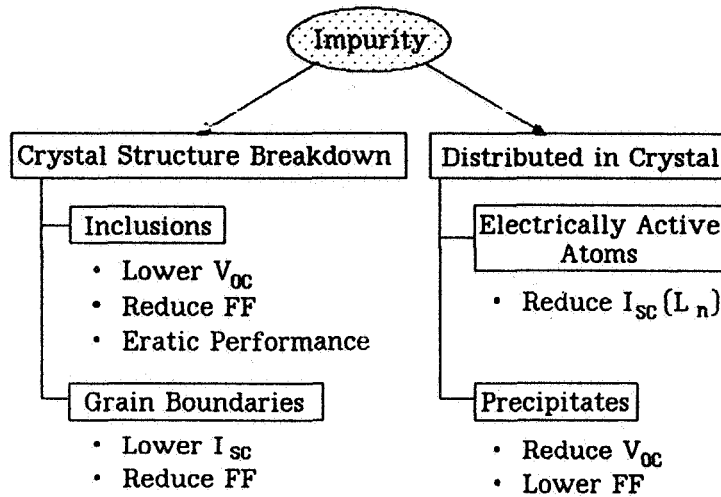 Impurity
Crystal Structure Breakdown
Inclusions
• Lower V_OC
• Reduce FF
• Eratic Performance
Grain Boundaries
• Lower I_SC
• Reduce FF
Distributed in Crystal
Electrically Active
Atoms
• Reduce I_SC (L_n)
Precipitates
• Reduce V_OC
• Lower FF